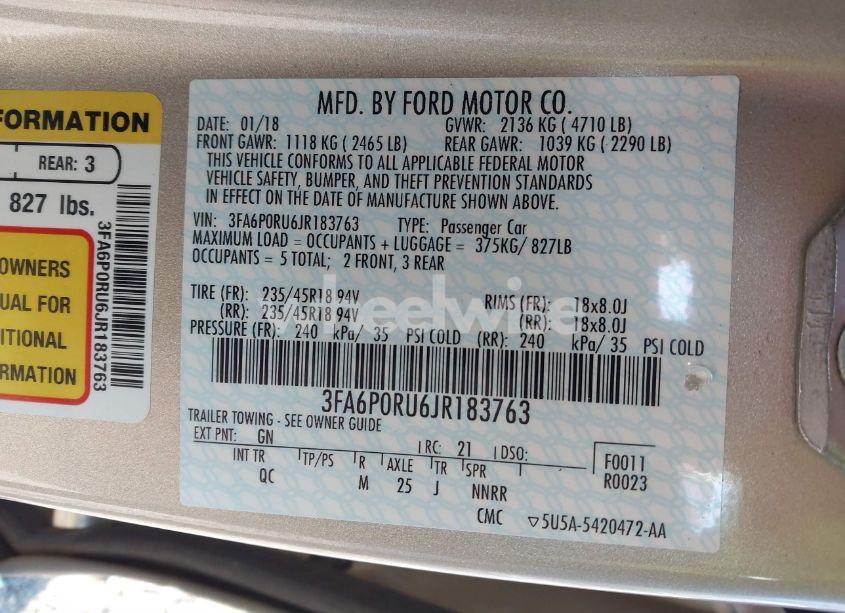 FORMATION
REAR: 3
827 lbs.
OWNERS
UAL FOR
ITIONAL
ORMATION
3FA6P0RU6JR183763
MFD. BY FORD MOTOR CO.
DATE: 01/18 GVWR: 2136 KG ( 4710 LB)
FRONT GAWR: 1118 KG ( 2465 LB) REAR GAWR: 1039 KG ( 2290 LB)
THIS VEHICLE CONFORMS TO ALL APPLICABLE FEDERAL MOTOR
VEHICLE SAFETY, BUMPER, AND THEFT PREVENTION STANDARDS
IN EFFECT ON THE DATE OF MANUFACTURE SHOWN ABOVE.
VIN: 3FA6P0RU6JR183763 TYPE: Passenger Car
MAXIMUM LOAD = OCCUPANTS + LUGGAGE = 375KG/ 827LB
OCCUPANTS = 5 TOTAL; 2 FRONT, 3 REAR
TIRE (FR): 235/45R18 94V RIMS (FR): 18x8.0J
(RR): 235/45R18 94V (RR): 18x8.0J
PRESSURE (FR): 240 kPa/ 35 PSI COLD (RR): 240 kPa/ 35 PSI COLD
wheelwire
3FA6P0RU6JR183763
TRAILER TOWING - SEE OWNER GUIDE
EXT PNT: GN RC: 21 DSO: F0011
INT TR TP/PS R AXLE TR SPR R0023
QC M 25 J NNRR
CMC ▽5U5A-5420472-AA